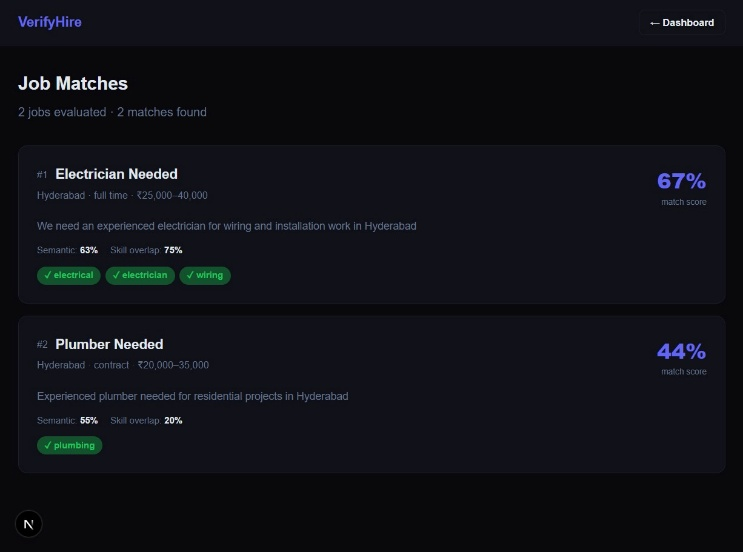 VerifyHire
← Dashboard
Job Matches
2 jobs evaluated · 2 matches found
#1 Electrician Needed
67%
match score
Hyderabad · full time · ₹25,000–40,000
We need an experienced electrician for wiring and installation work in Hyderabad
Semantic: 63% Skill overlap: 75%
✓ electrical ✓ electrician ✓ wiring
#2 Plumber Needed
44%
match score
Hyderabad · contract · ₹20,000–35,000
Experienced plumber needed for residential projects in Hyderabad
Semantic: 55% Skill overlap: 20%
✓ plumbing
N